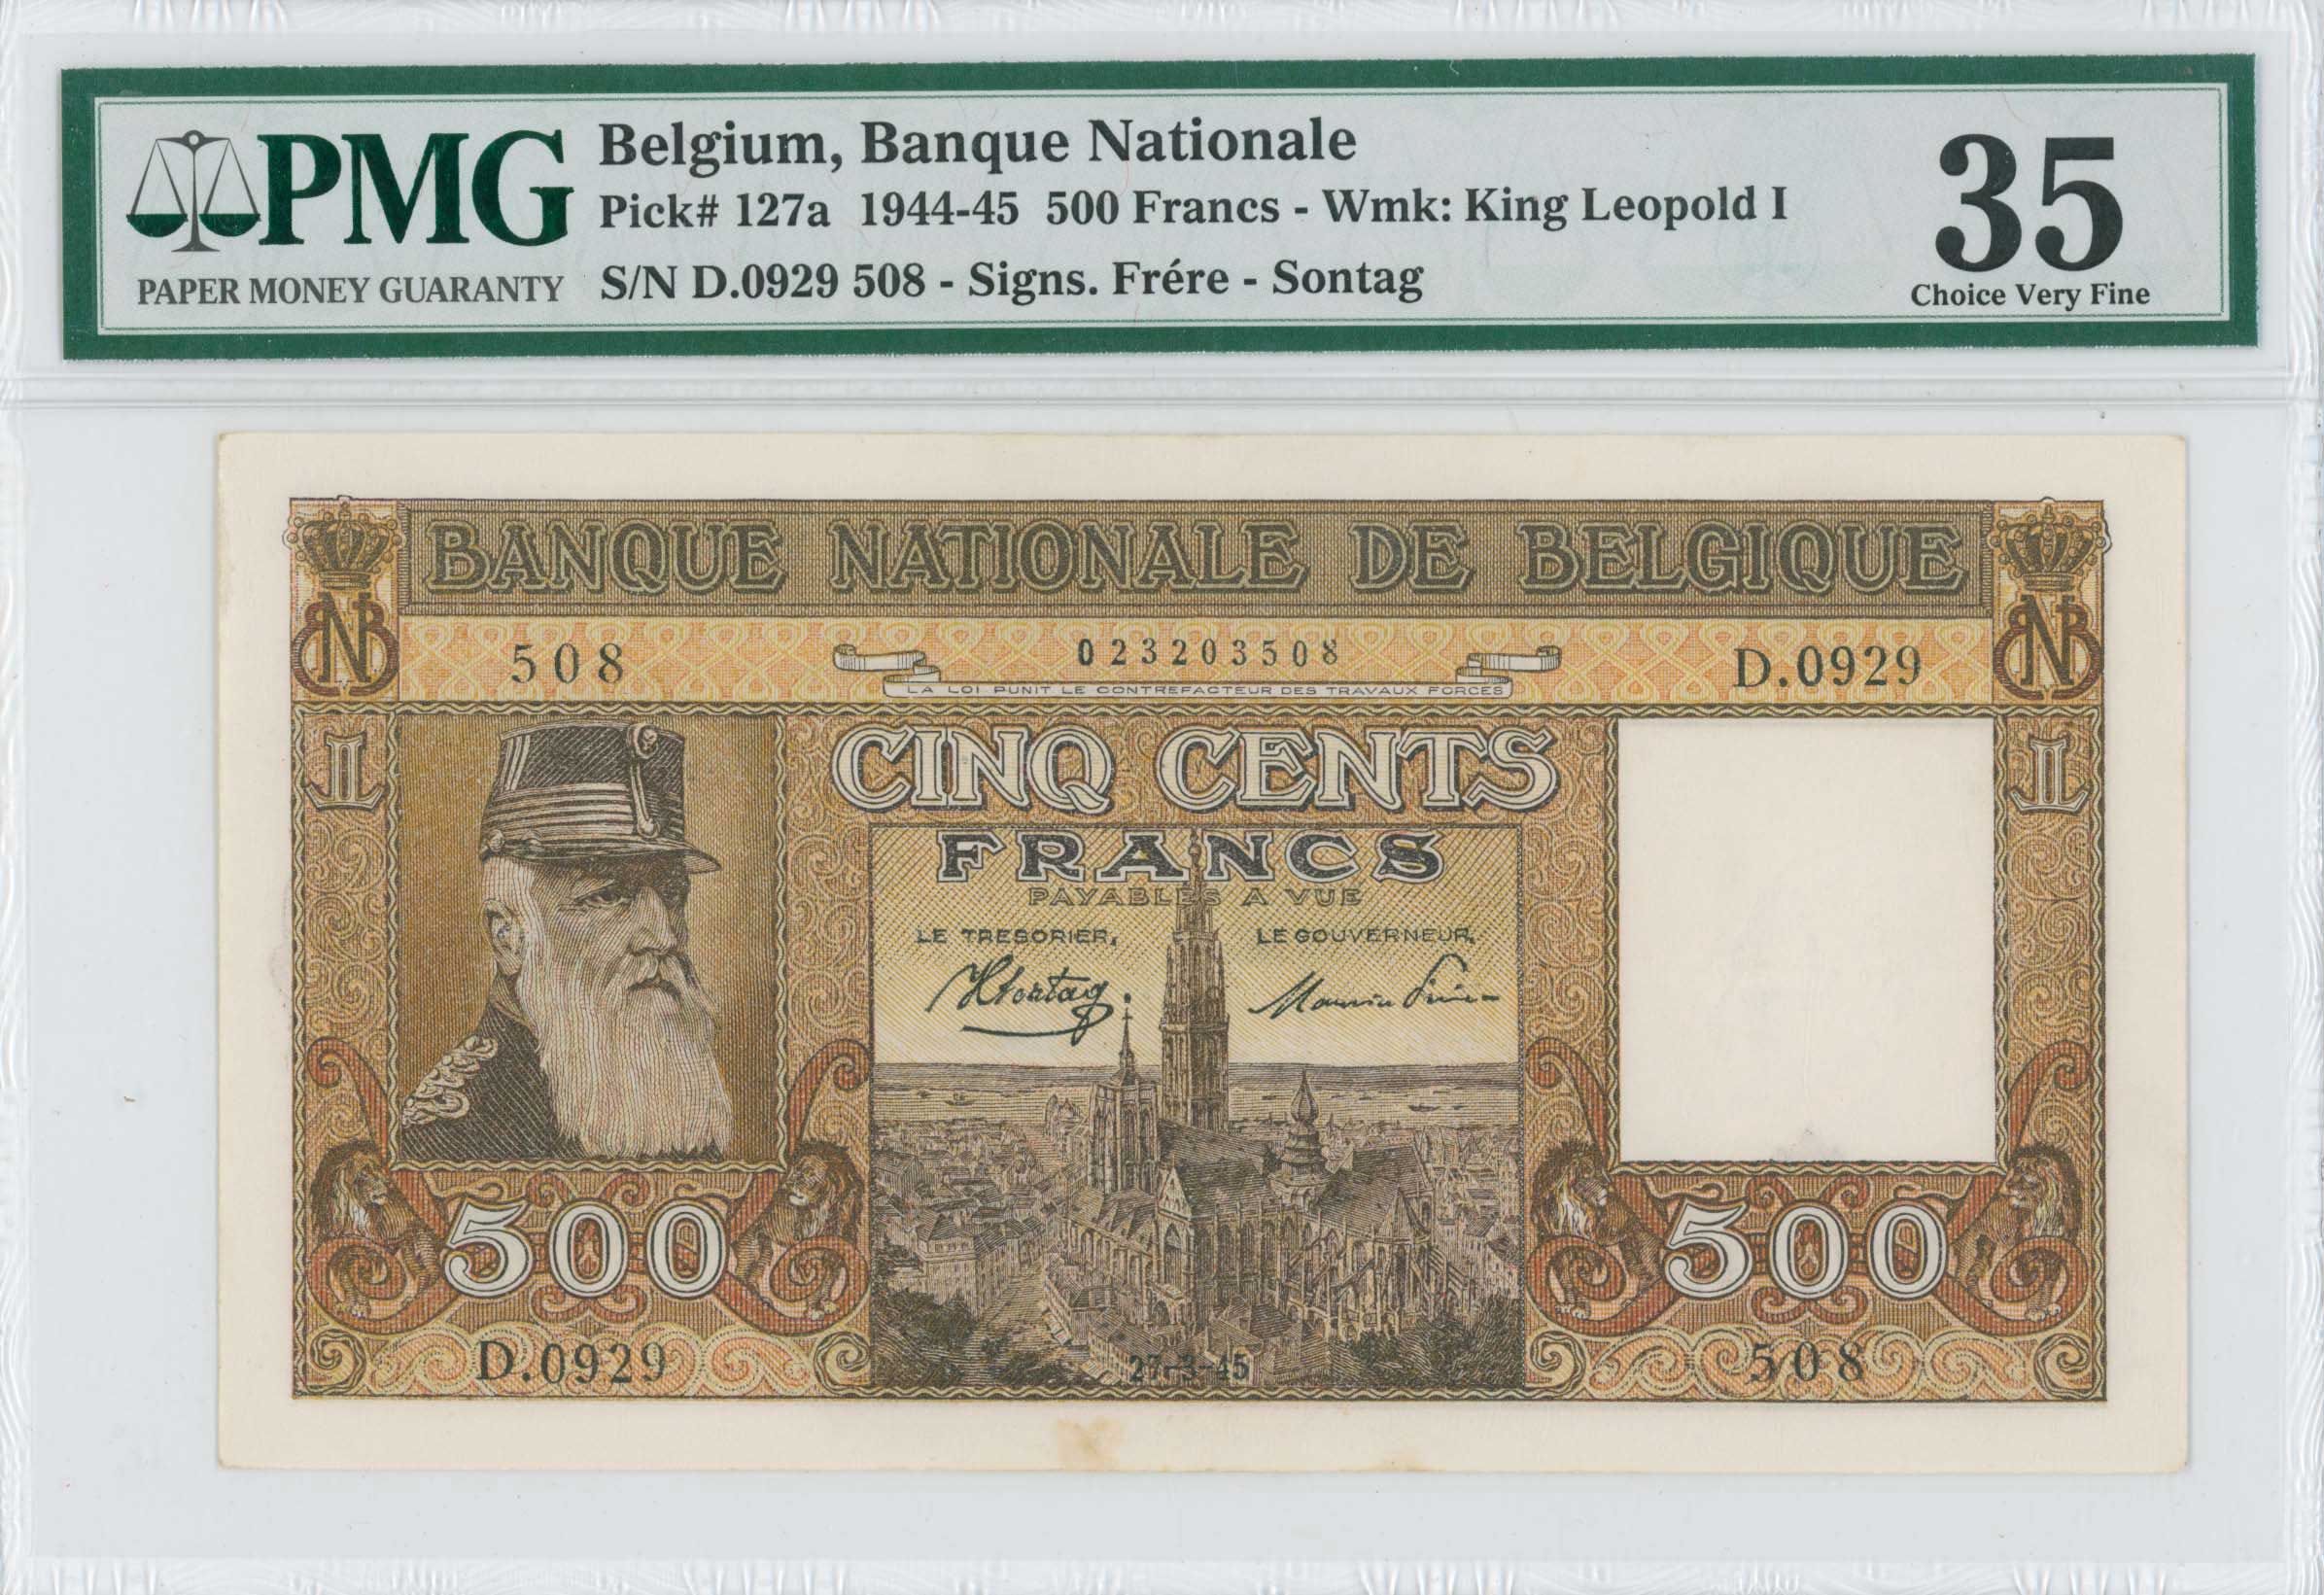 PMG
PAPER MONEY GUARANTY
Belgium, Banque Nationale
Pick# 127a 1944-45 500 Francs - Wmk: King Leopold I
S/N D.0929 508 - Signs. Frére - Sontag
35
Choice Very Fine
BANQUE NATIONALE DE BELGIQUE
508 023203508 D.0929
LA LOI PUNIT LE CONTREFACTEUR DES TRAVAUX FORCES
CINQ CENTS
FRANCS
PAYABLES A VUE
LE TRESORIER, LE GOUVERNEUR,
500 500
D.0929 27-3-45 508